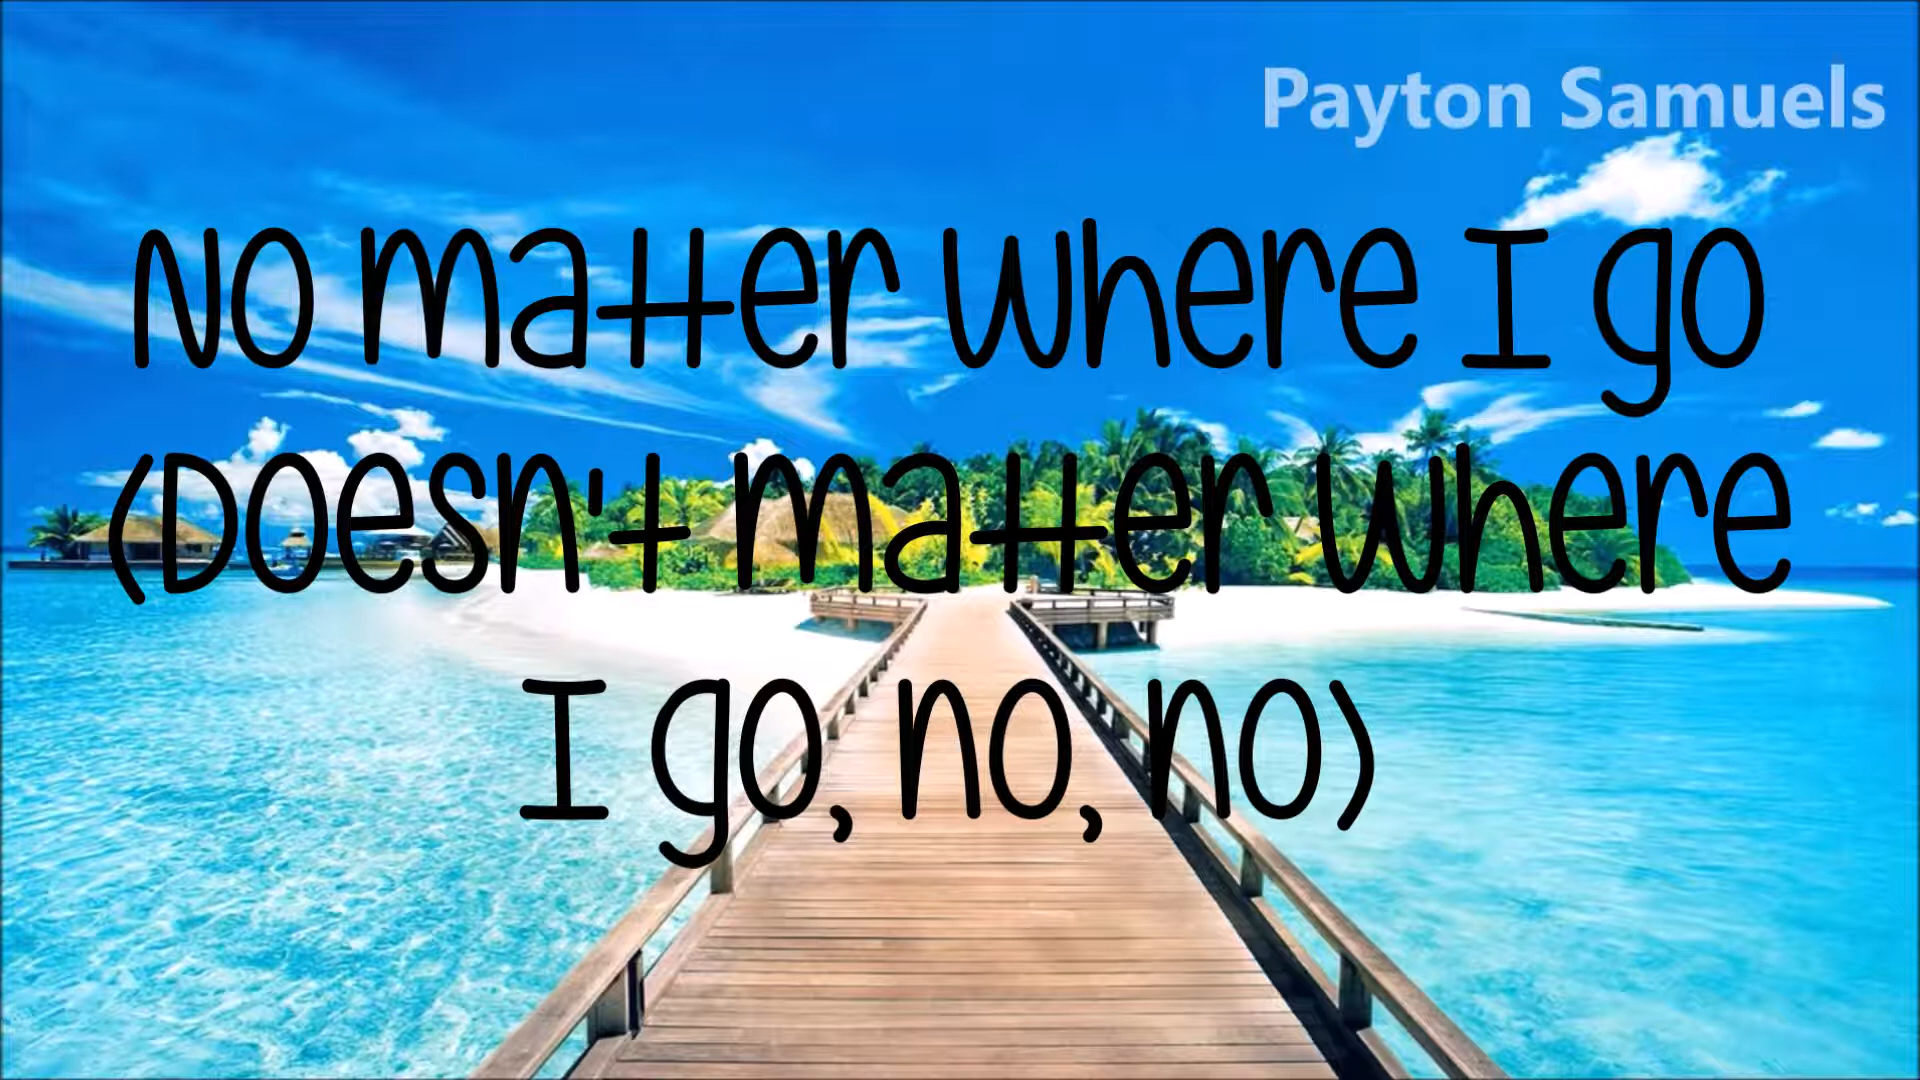 Payton Samuels
No matter where I go
(Doesn't matter where
I go, no, no)